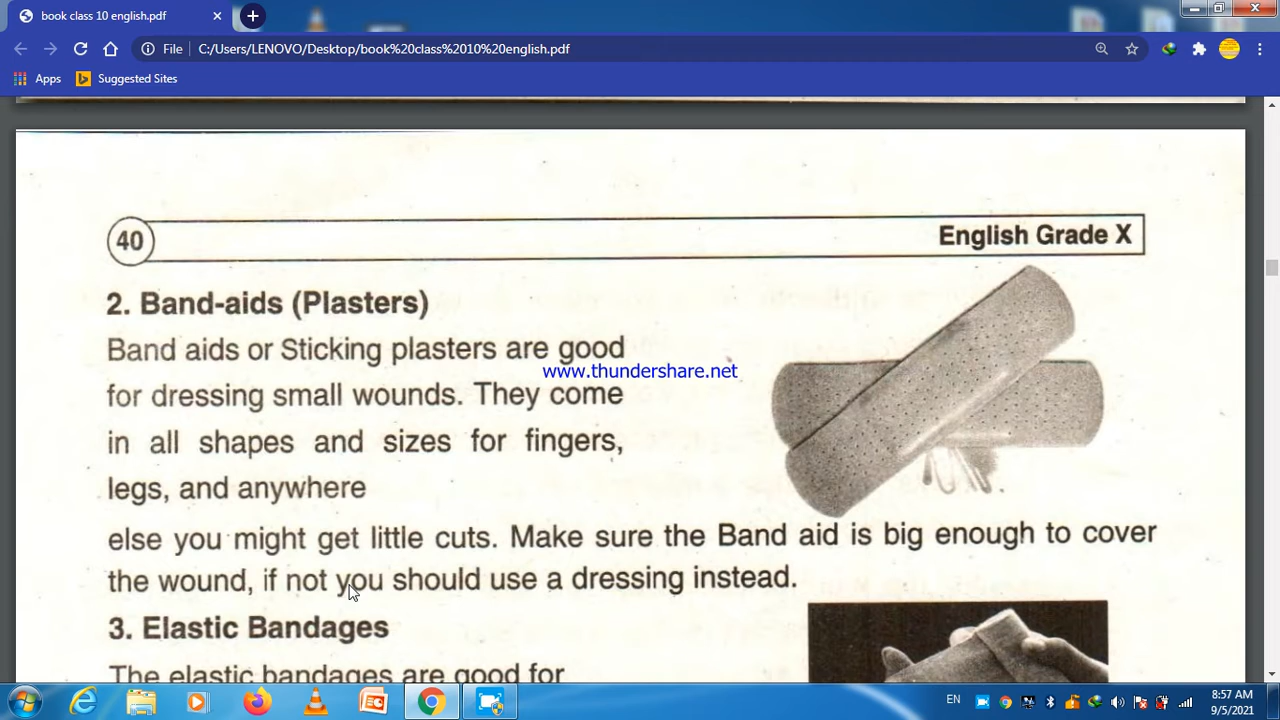 book class 10 english.pdf
File
C:/Users/LENOVO/Desktop/book%20class%2010%20english.pdf
Apps
Suggested Sites
40
English Grade X
2. Band-aids (Plasters)
Band aids or Sticking plasters are good
for dressing small wounds. They come
in all shapes and sizes for fingers,
legs, and anywhere
else you might get little cuts. Make sure the Band aid is big enough to cover
the wound, if not you should use a dressing instead.
www.thundershare.net
3. Elastic Bandages
The elastic bandages are good for
EN
8:57 AM
9/5/2021